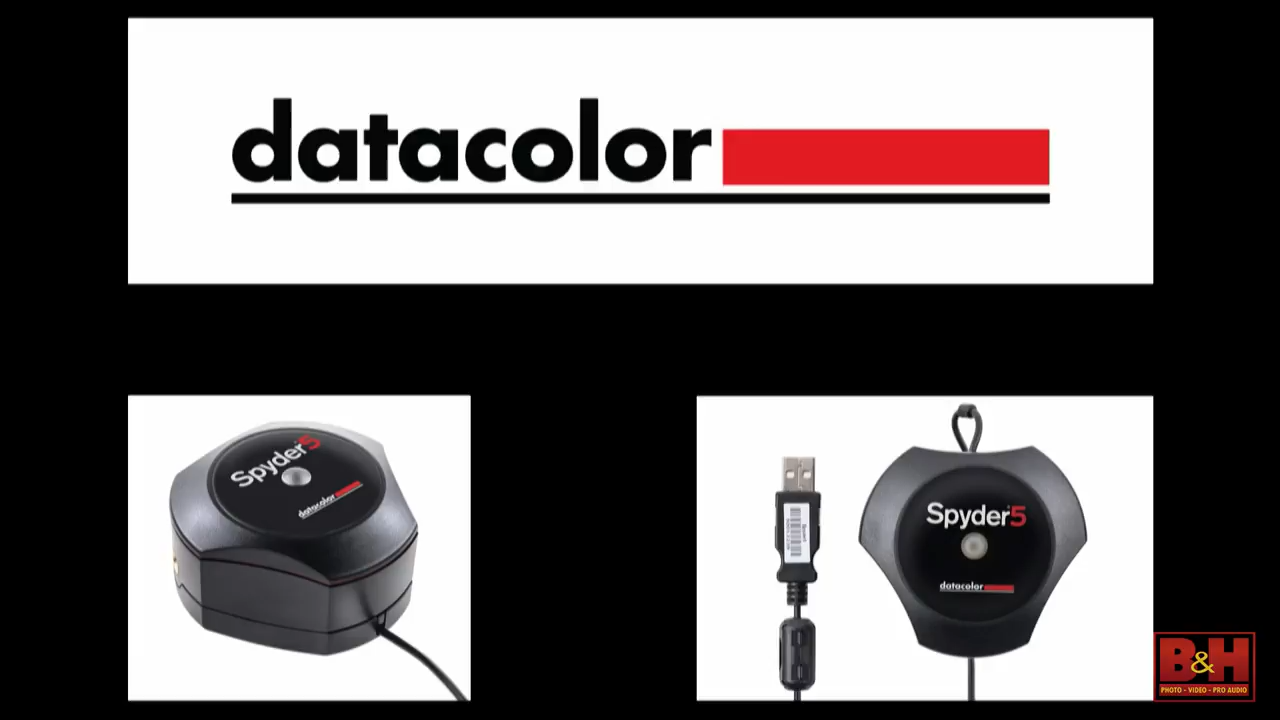 datacolor
Spyder5
datacolor
Spyder5
datacolor
B&H
PHOTO - VIDEO - PRO AUDIO